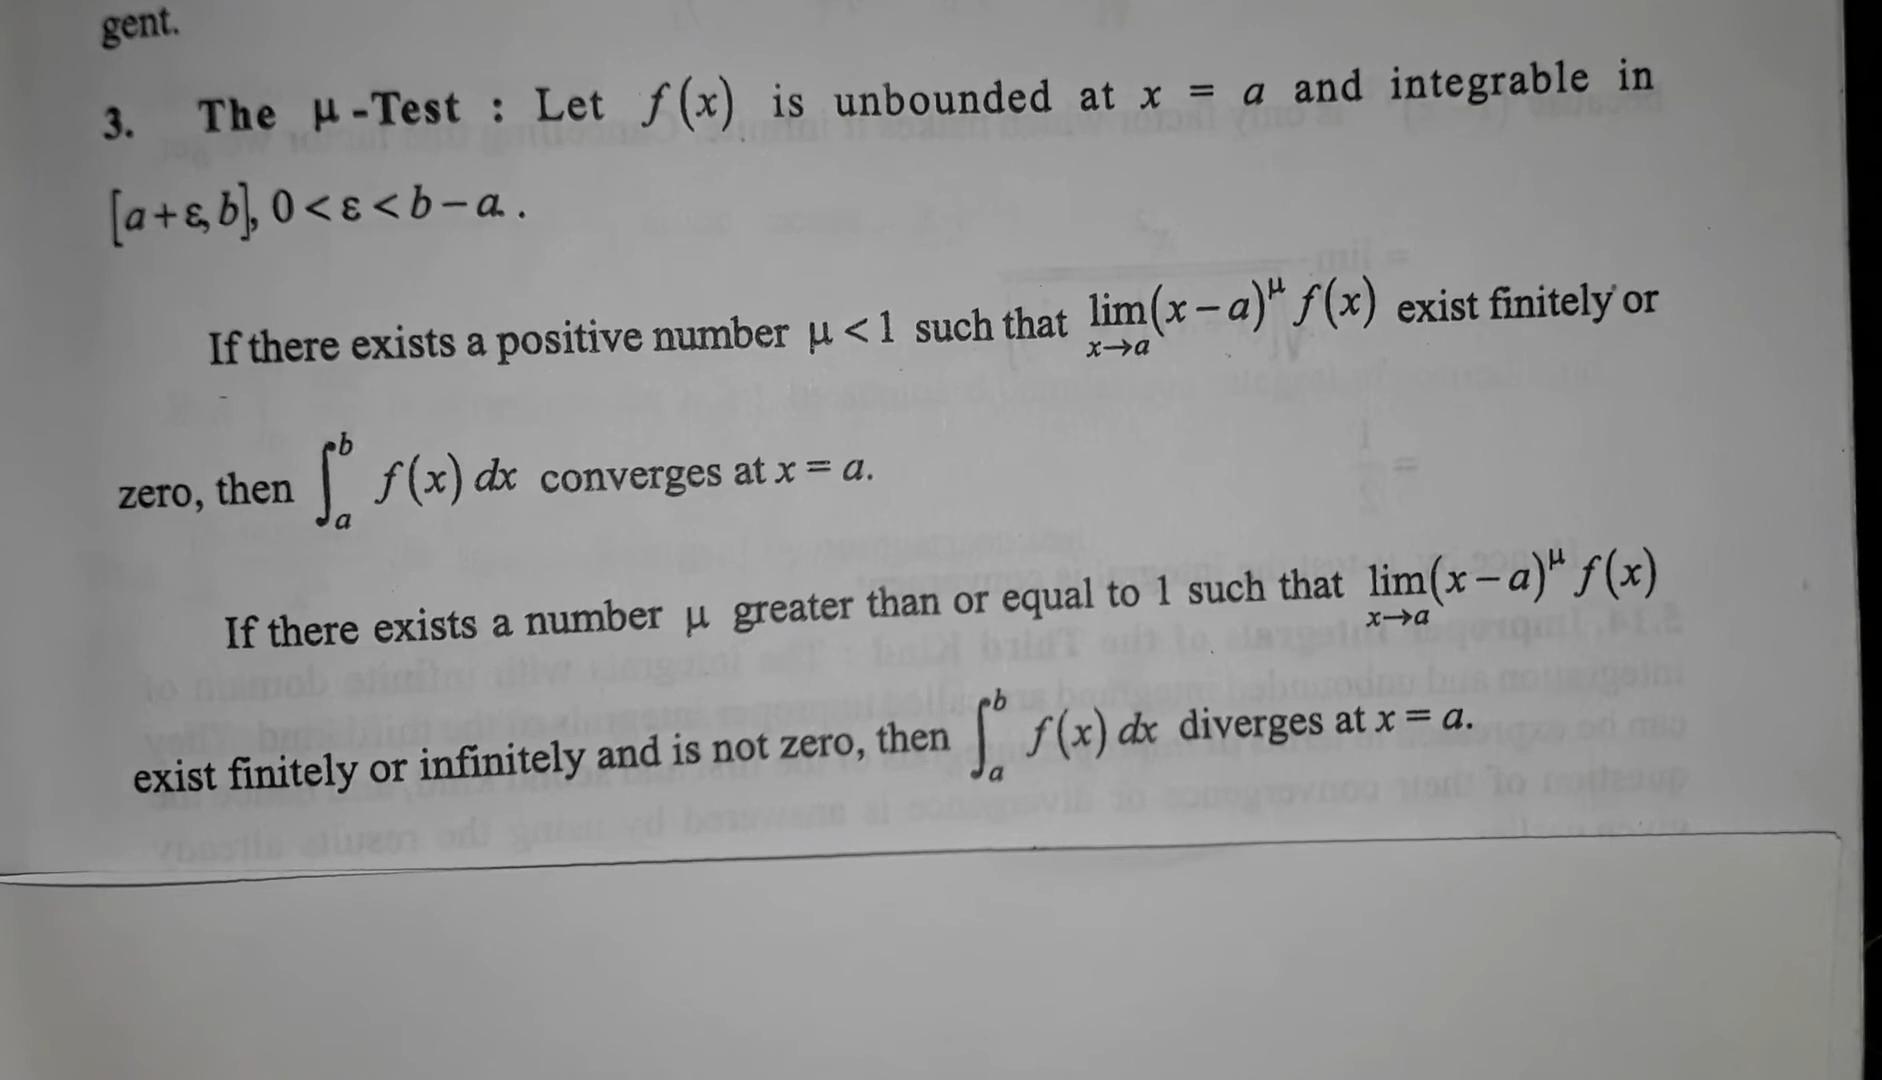 gent.
3. The μ-Test : Let f(x) is unbounded at x = a and integrable in
[a+ε, b], 0 < ε < b – a.
If there exists a positive number μ < 1 such that lim x→a (x – a)^μ f(x) exist finitely or
zero, then ∫_a^b f(x) dx converges at x = a.
If there exists a number μ greater than or equal to 1 such that lim x→a (x – a)^μ f(x)
exist finitely or infinitely and is not zero, then ∫_a^b f(x) dx diverges at x = a.